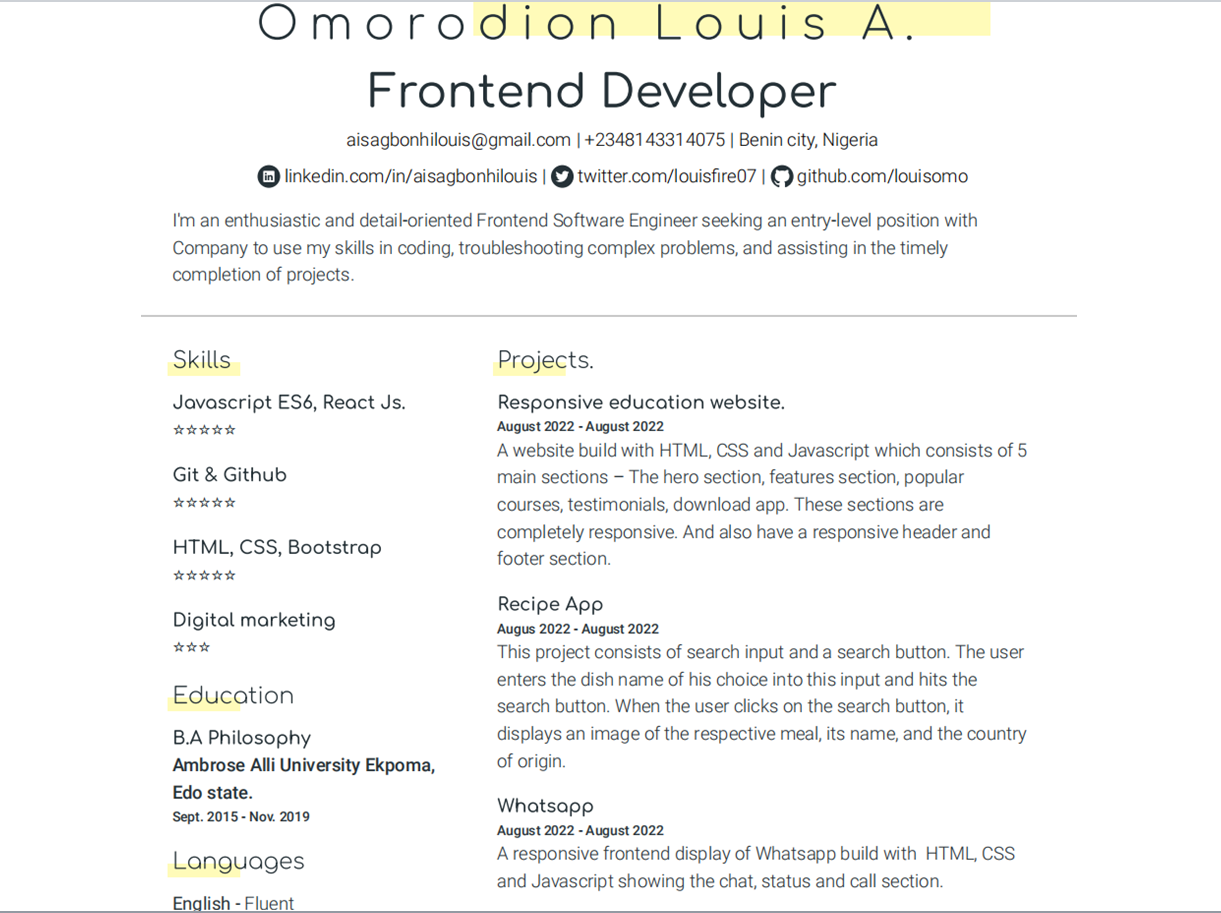 Omorodion Louis A.
Frontend Developer
aisagbonhilouis@gmail.com | +2348143314075 | Benin city, Nigeria
linkedin.com/in/aisagbonhilouis | twitter.com/louisfire07 | github.com/louisomo
I'm an enthusiastic and detail-oriented Frontend Software Engineer seeking an entry-level position with
Company to use my skills in coding, troubleshooting complex problems, and assisting in the timely
completion of projects.
Skills
Javascript ES6, React Js.
☆☆☆☆☆
Git & Github
☆☆☆☆☆
HTML, CSS, Bootstrap
☆☆☆☆☆
Digital marketing
☆☆☆
Education
B.A Philosophy
Ambrose Alli University Ekpoma,
Edo state.
Sept. 2015 - Nov. 2019
Languages
English - Fluent
Projects.
Responsive education website.
August 2022 - August 2022
A website build with HTML, CSS and Javascript which consists of 5
main sections – The hero section, features section, popular
courses, testimonials, download app. These sections are
completely responsive. And also have a responsive header and
footer section.
Recipe App
Augus 2022 - August 2022
This project consists of search input and a search button. The user
enters the dish name of his choice into this input and hits the
search button. When the user clicks on the search button, it
displays an image of the respective meal, its name, and the country
of origin.
Whatsapp
August 2022 - August 2022
A responsive frontend display of Whatsapp build with  HTML, CSS
and Javascript showing the chat, status and call section.